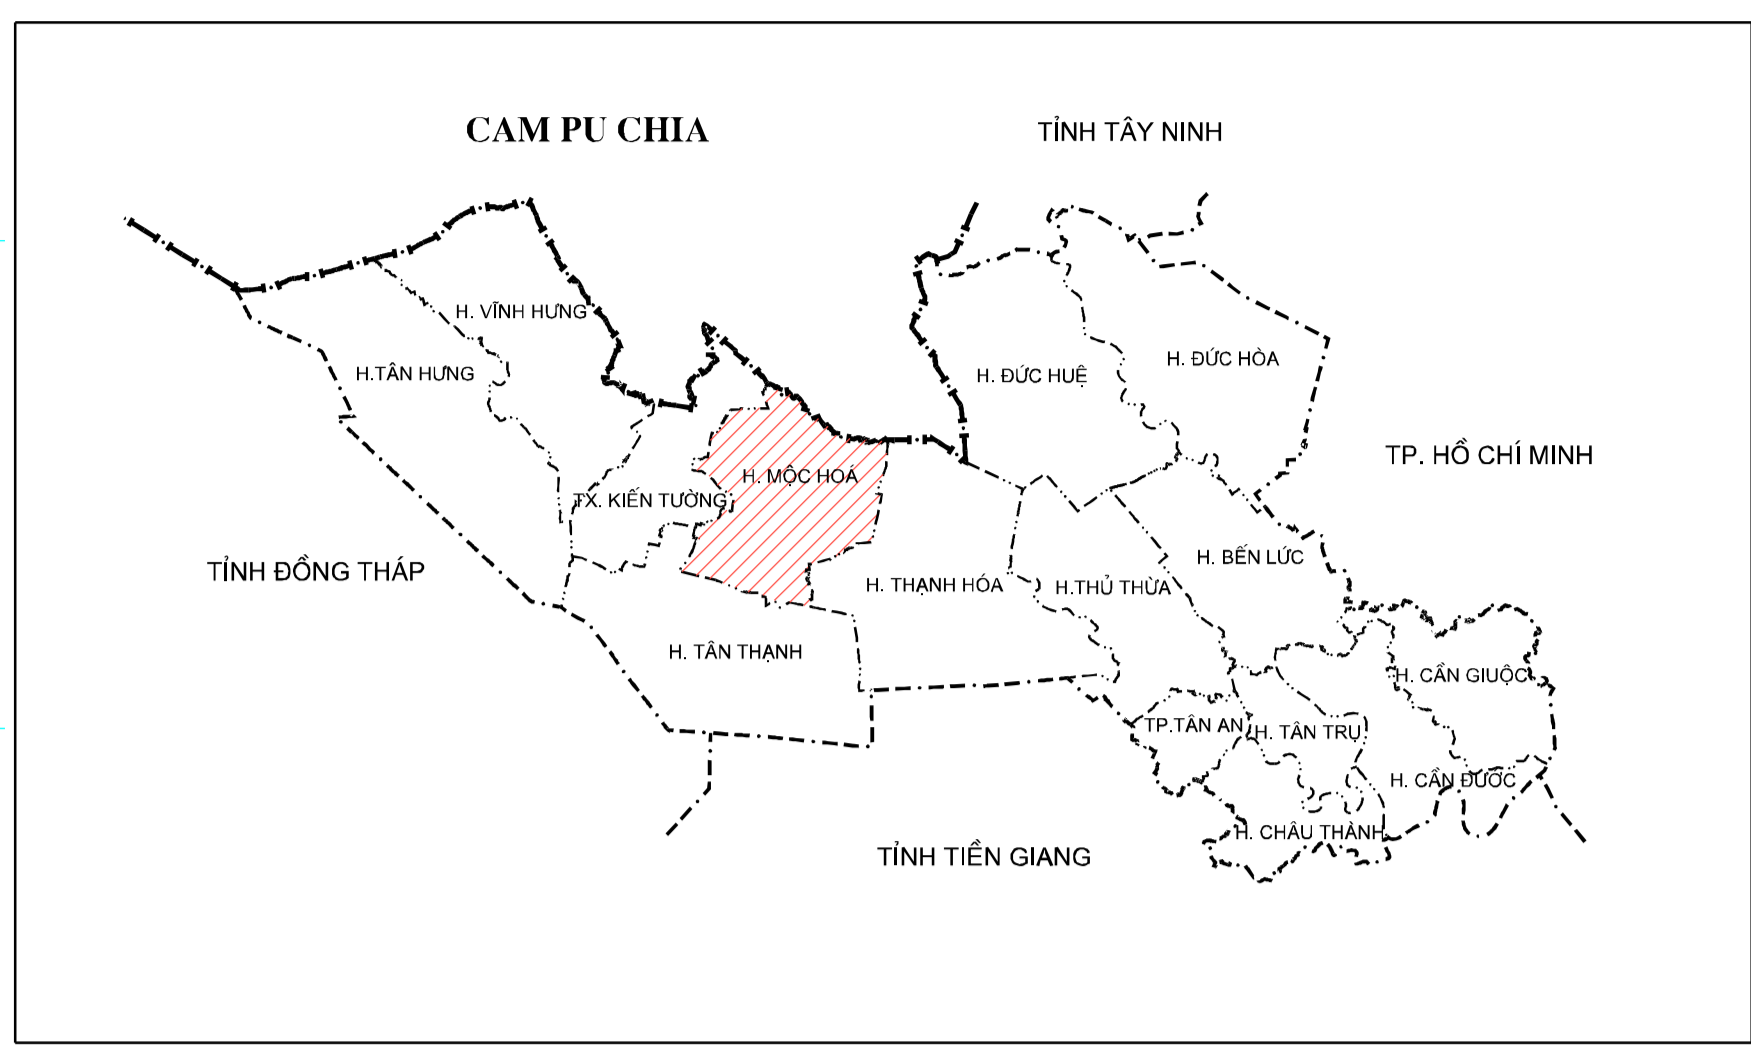 CAM PU CHIA
TỈNH TÂY NINH
H. VĨNH HƯNG
H.TÂN HƯNG
H. ĐỨC HUỆ
H. ĐỨC HÒA
TP. HỒ CHÍ MINH
H. MỘC HOÁ
TX. KIẾN TƯỜNG
TỈNH ĐỒNG THÁP
H. THẠNH HÓA
H.THỦ THỪA
H. BẾN LỨC
H. TÂN THẠNH
H. CẦN GIUỘC
TP.TÂN AN
H. TÂN TRỤ
H. CẦN ĐƯỚC
H. CHÂU THÀNH
TỈNH TIỀN GIANG